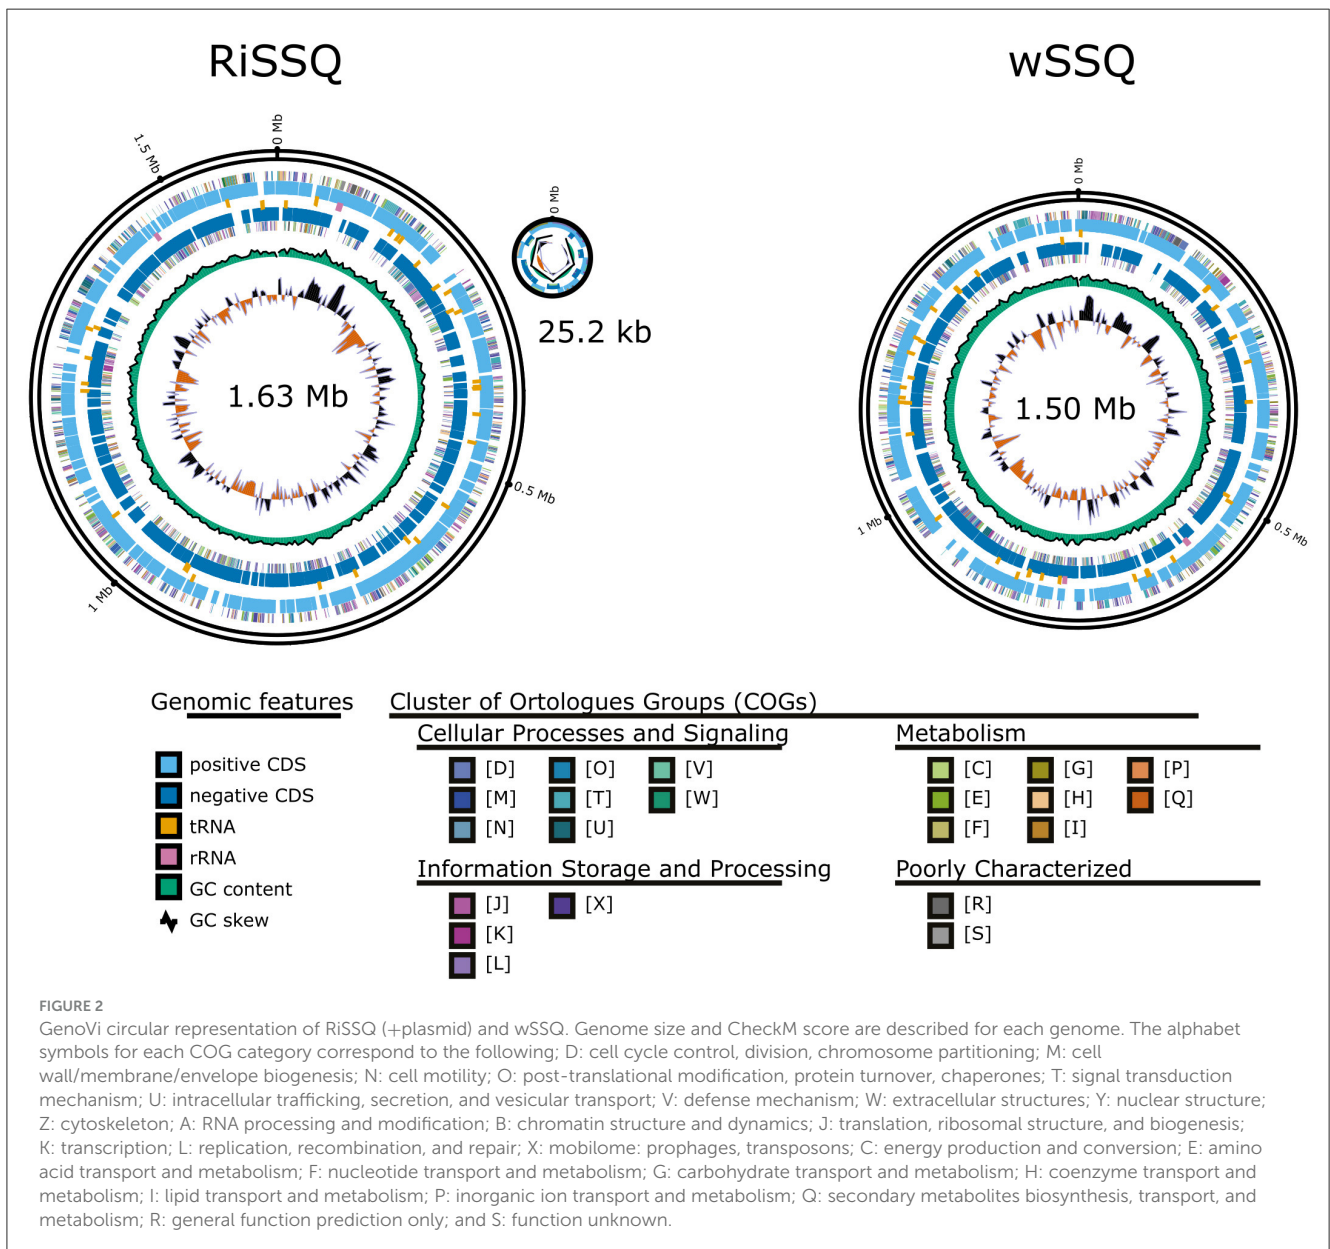 RiSSQ
wSSQ
0 Mb
1.5 Mb
0.5 Mb
1 Mb
1.63 Mb
0 Mb
25.2 kb
0 Mb
0.5 Mb
1 Mb
1.50 Mb
Genomic features
positive CDS
negative CDS
tRNA
rRNA
GC content
GC skew
Cluster of Ortologues Groups (COGs)
Cellular Processes and Signaling
[D] [O] [V]
[M] [T] [W]
[N] [U]
Metabolism
[C] [G] [P]
[E] [H] [Q]
[F] [I]
Information Storage and Processing
[J] [X]
[K]
[L]
Poorly Characterized
[R]
[S]
FIGURE 2
GenoVi circular representation of RiSSQ (+plasmid) and wSSQ. Genome size and CheckM score are described for each genome. The alphabet
symbols for each COG category correspond to the following; D: cell cycle control, division, chromosome partitioning; M: cell
wall/membrane/envelope biogenesis; N: cell motility; O: post-translational modification, protein turnover, chaperones; T: signal transduction
mechanism; U: intracellular trafficking, secretion, and vesicular transport; V: defense mechanism; W: extracellular structures; Y: nuclear structure;
Z: cytoskeleton; A: RNA processing and modification; B: chromatin structure and dynamics; J: translation, ribosomal structure, and biogenesis;
K: transcription; L: replication, recombination, and repair; X: mobilome: prophages, transposons; C: energy production and conversion; E: amino
acid transport and metabolism; F: nucleotide transport and metabolism; G: carbohydrate transport and metabolism; H: coenzyme transport and
metabolism; I: lipid transport and metabolism; P: inorganic ion transport and metabolism; Q: secondary metabolites biosynthesis, transport, and
metabolism; R: general function prediction only; and S: function unknown.